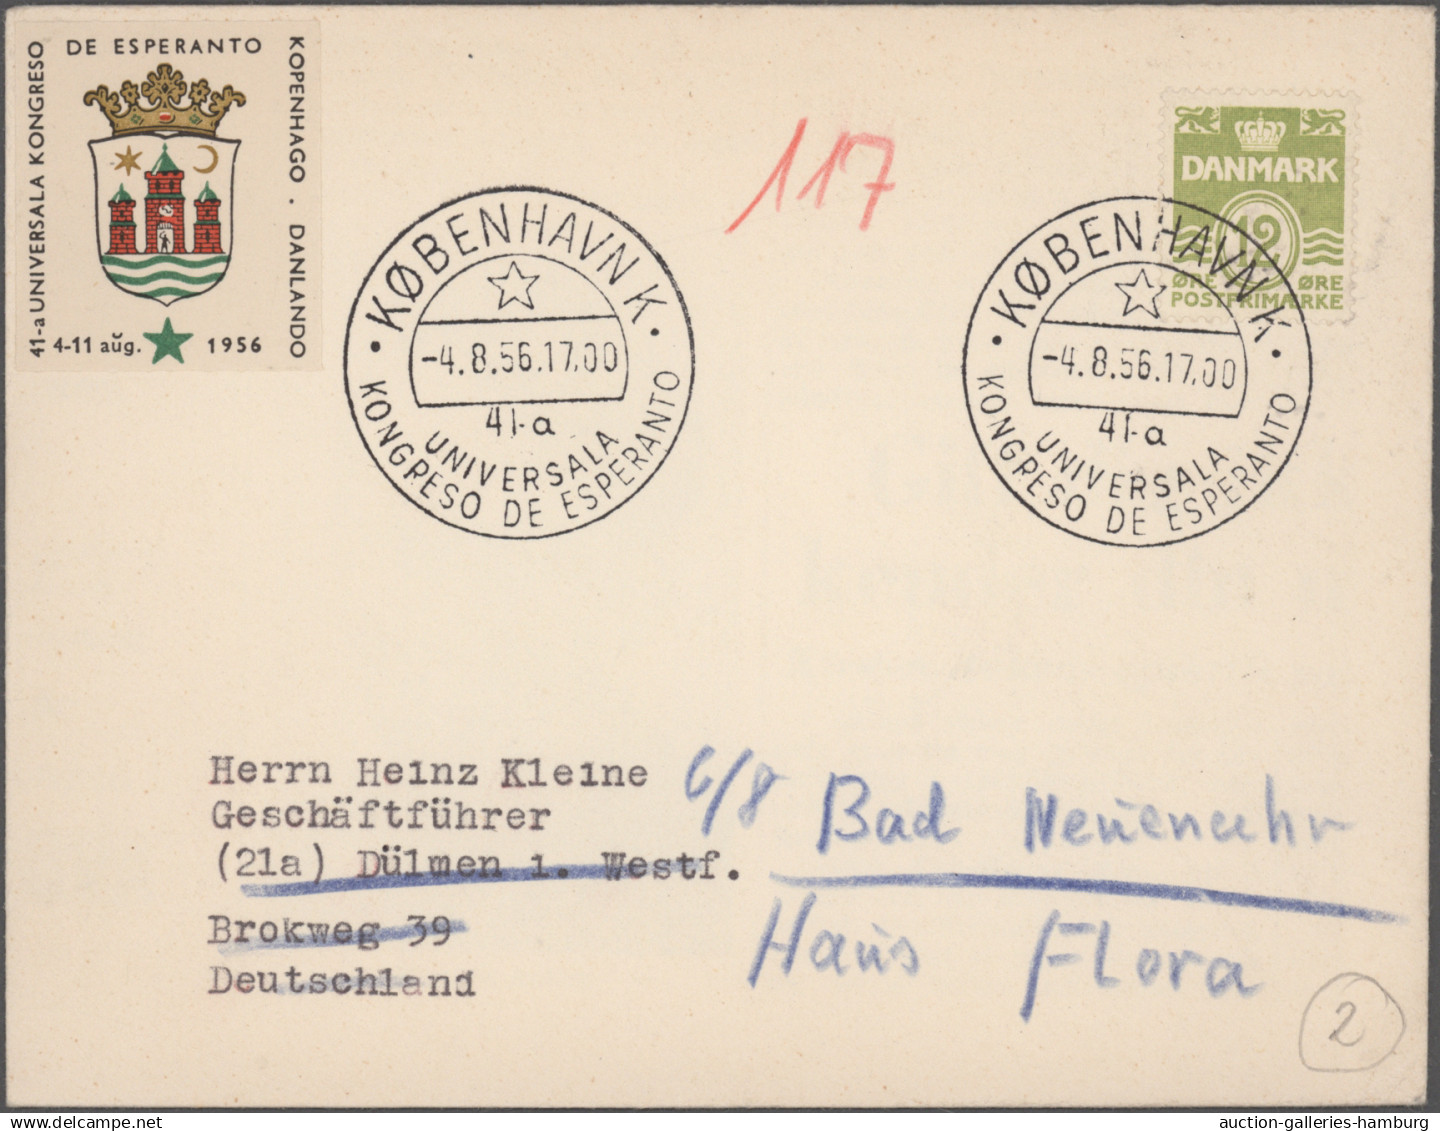 DE ESPERANTO
41-a UNIVERSALA KONGRESO
KOPENHAGO . DANLANDO
4-11 aŭg. 1956
117
DANMARK
12
ØRE ØRE
POSTFRIMÆRKE
KØBENHAVN K.
-4.8.56.17.00
41-a
UNIVERSALA
KONGRESO DE ESPERANTO
KØBENHAVN K.
-4.8.56.17.00
41-a
UNIVERSALA
KONGRESO DE ESPERANTO
Herrn Heinz Kleine
Geschäftführer
(21a) Dülmen i. Westf.
Brokweg 39
Deutschland
6/8 Bad Neuenahr
Haus Flora
2
auction-galleries-hamburg